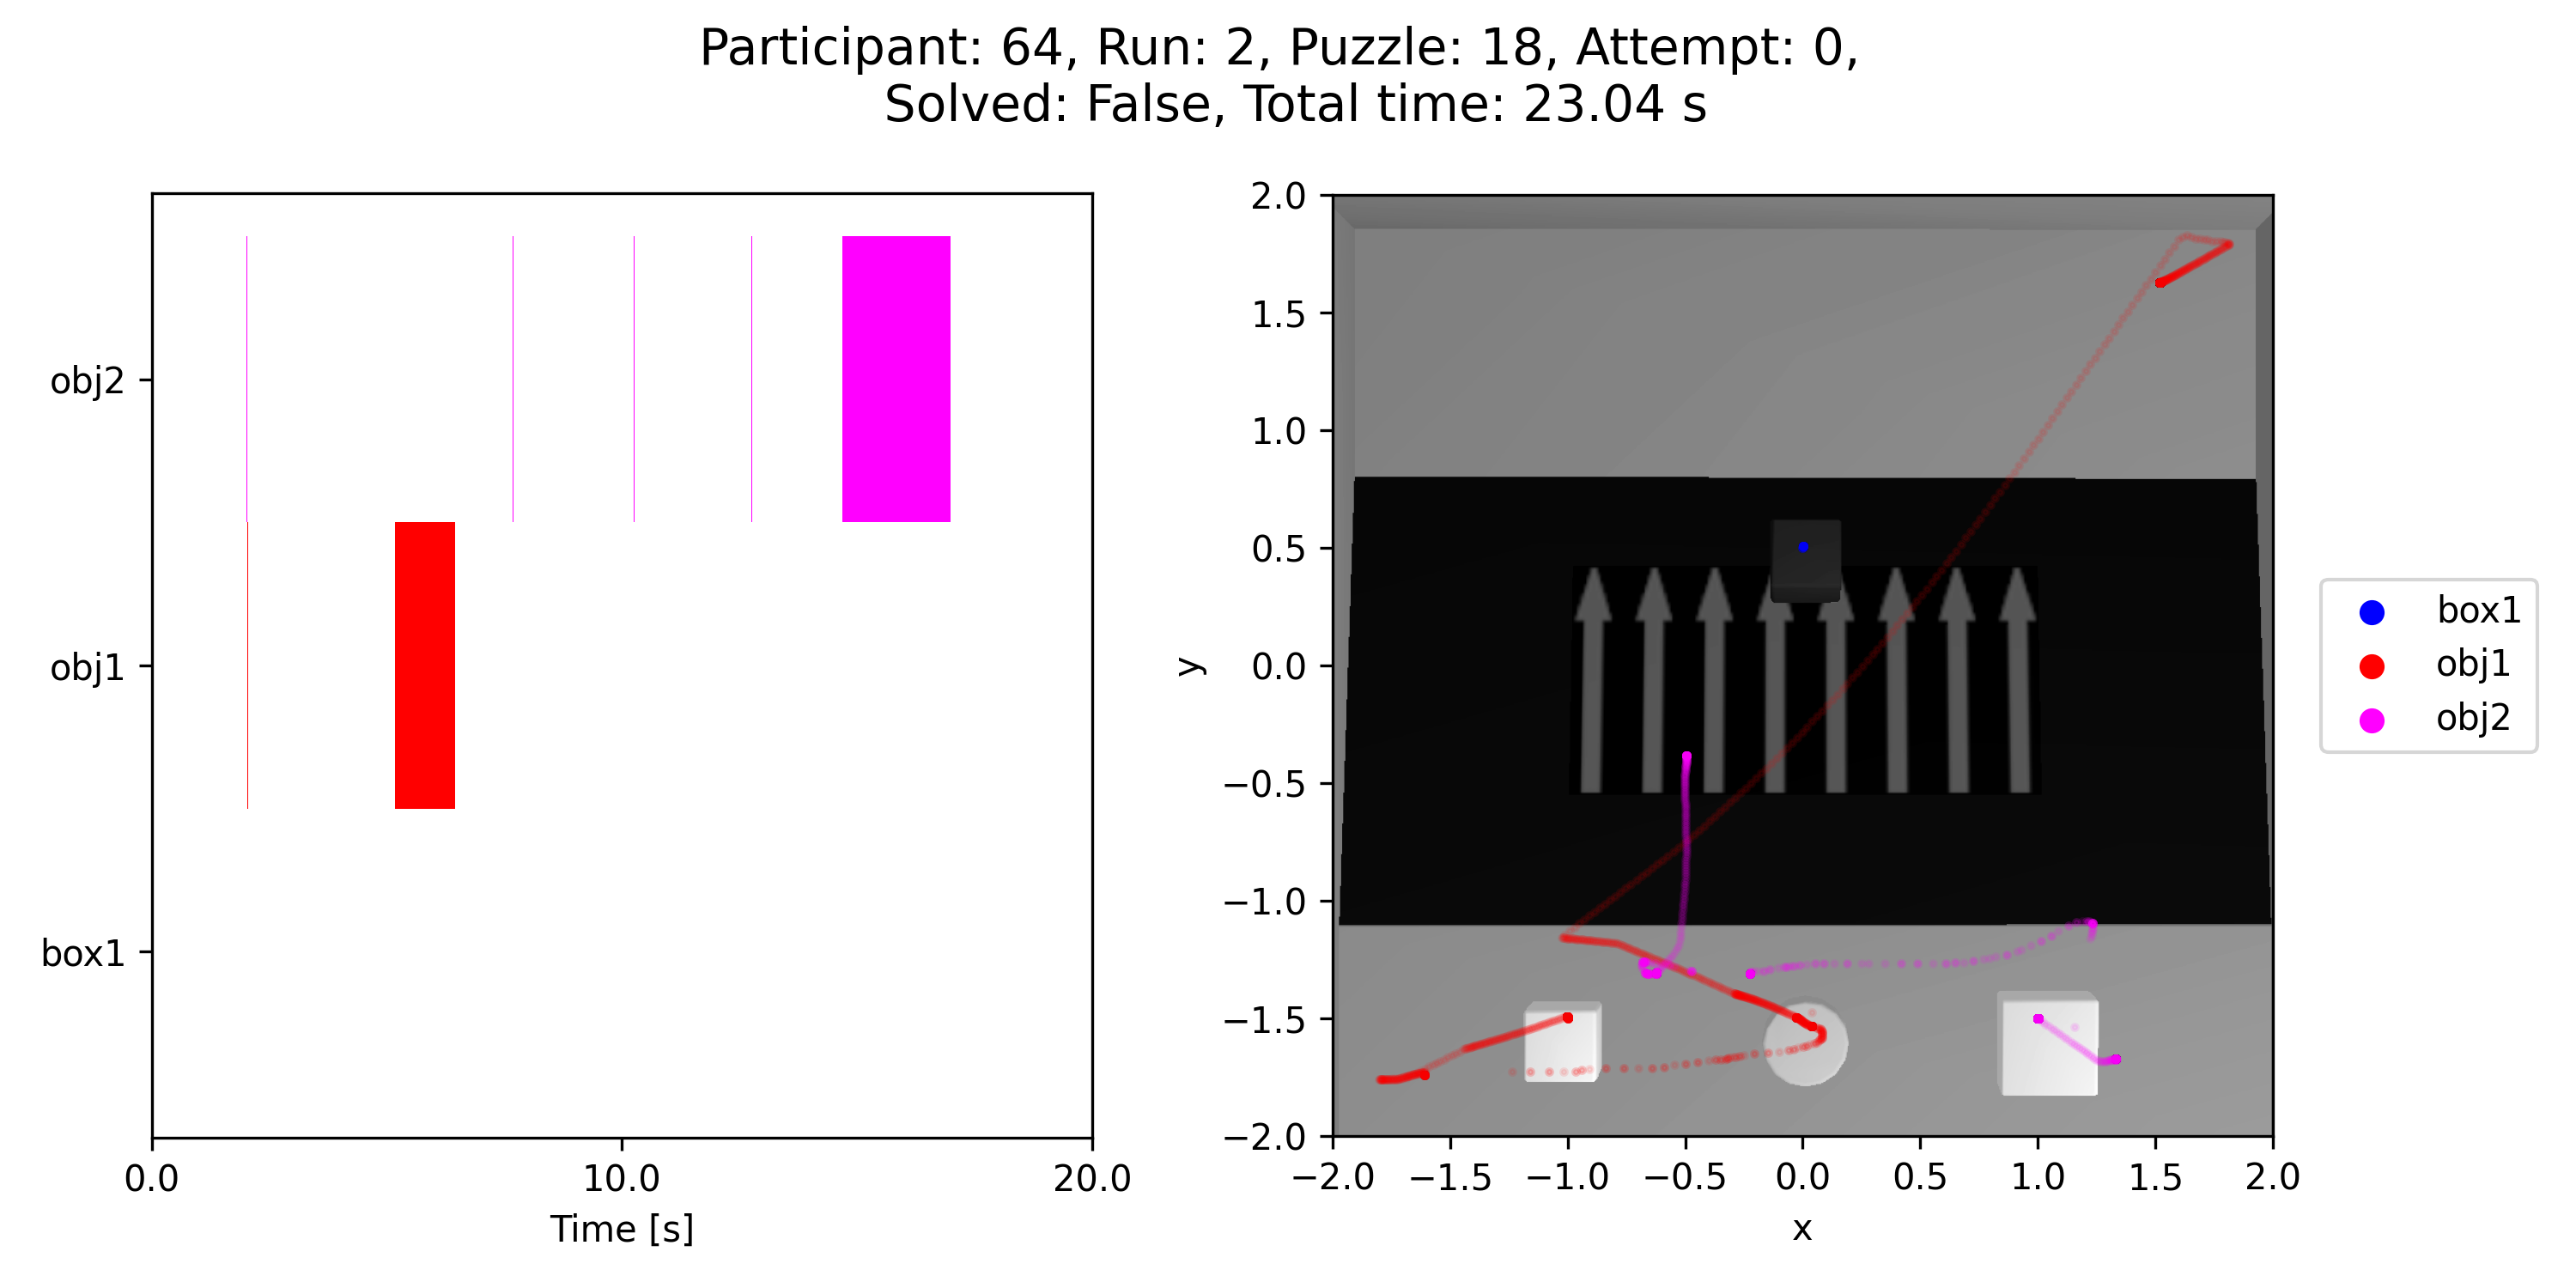 Participant: 64, Run: 2, Puzzle: 18, Attempt: 0,
Solved: False, Total time: 23.04 s
obj2
obj1
box1
0.0 10.0 20.0
Time [s]
2.0
1.5
1.0
0.5
0.0
−0.5
−1.0
−1.5
−2.0
y
−2.0 −1.5 −1.0 −0.5 0.0 0.5 1.0 1.5 2.0
x
box1
obj1
obj2